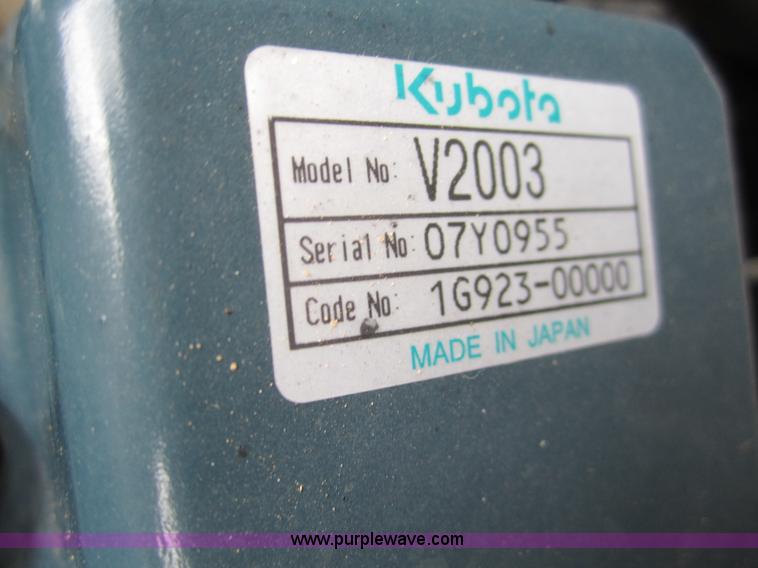 Kubota
Model No: V2003
Serial No: 07Y0955
Code No: 1G923-00000
MADE IN JAPAN
www.purplewave.com